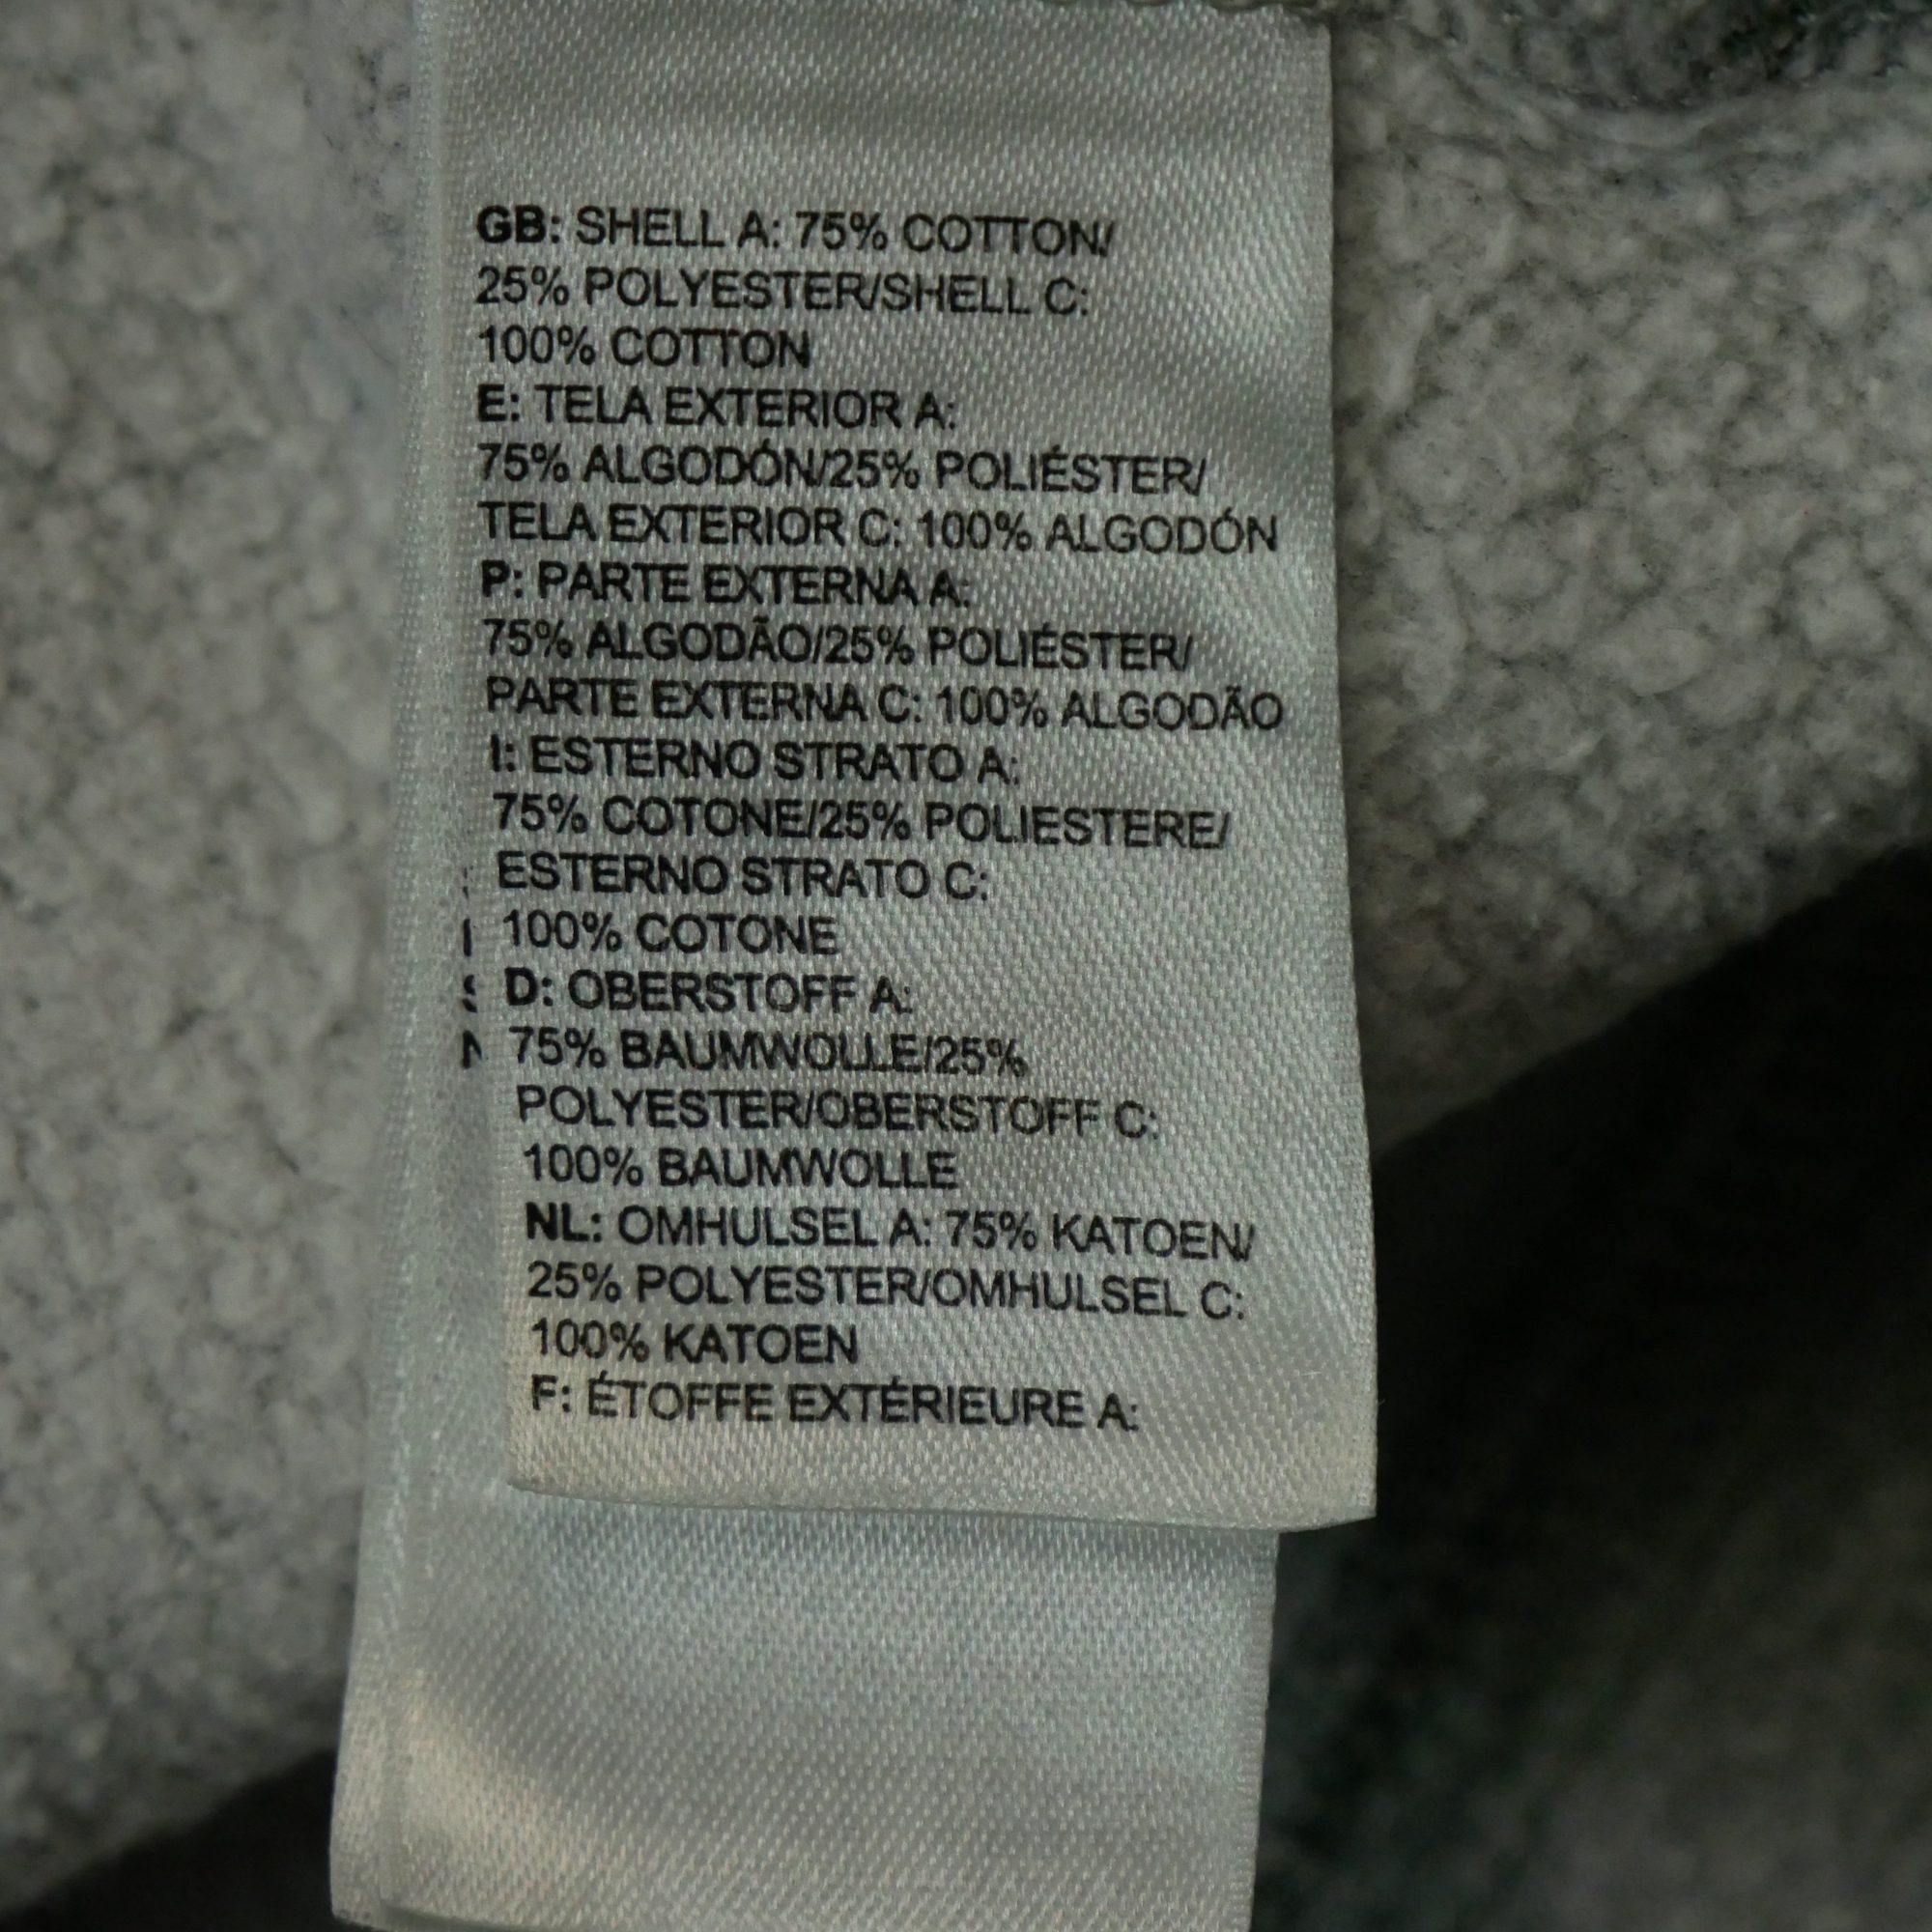 GB: SHELL A: 75% COTTON/
25% POLYESTER/SHELL C:
100% COTTON
E: TELA EXTERIOR A:
75% ALGODÓN/25% POLIÉSTER/
TELA EXTERIOR C: 100% ALGODÓN
P: PARTE EXTERNA A:
75% ALGODÃO/25% POLIÉSTER/
PARTE EXTERNA C: 100% ALGODÃO
I: ESTERNO STRATO A:
75% COTONE/25% POLIESTERE/
ESTERNO STRATO C:
100% COTONE
D: OBERSTOFF A:
75% BAUMWOLLE/25%
POLYESTER/OBERSTOFF C:
100% BAUMWOLLE
NL: OMHULSEL A: 75% KATOEN/
25% POLYESTER/OMHULSEL C:
100% KATOEN
F: ÉTOFFE EXTÉRIEURE A: